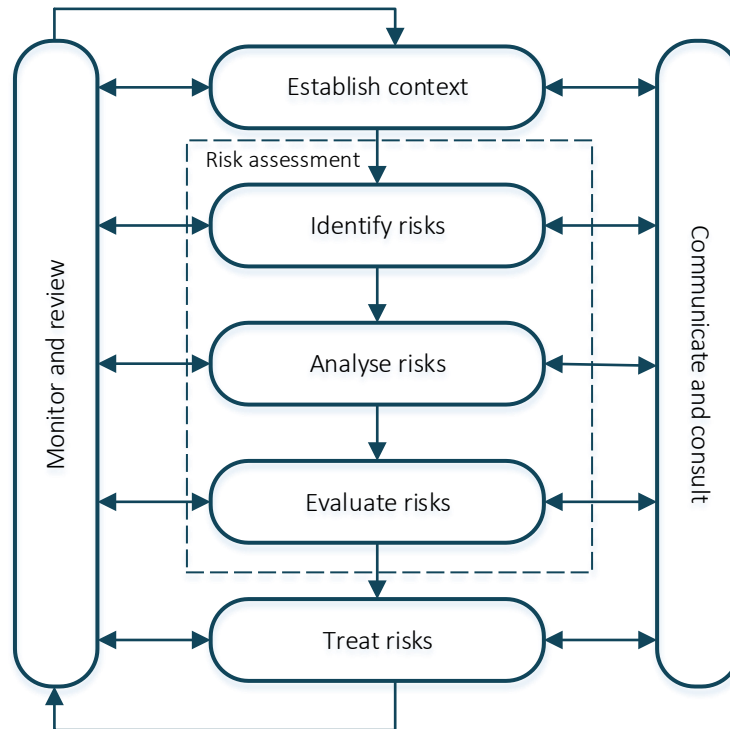 Establish context
Risk assessment
Identify risks
Analyse risks
Evaluate risks
Treat risks
Monitor and review
Communicate and consult